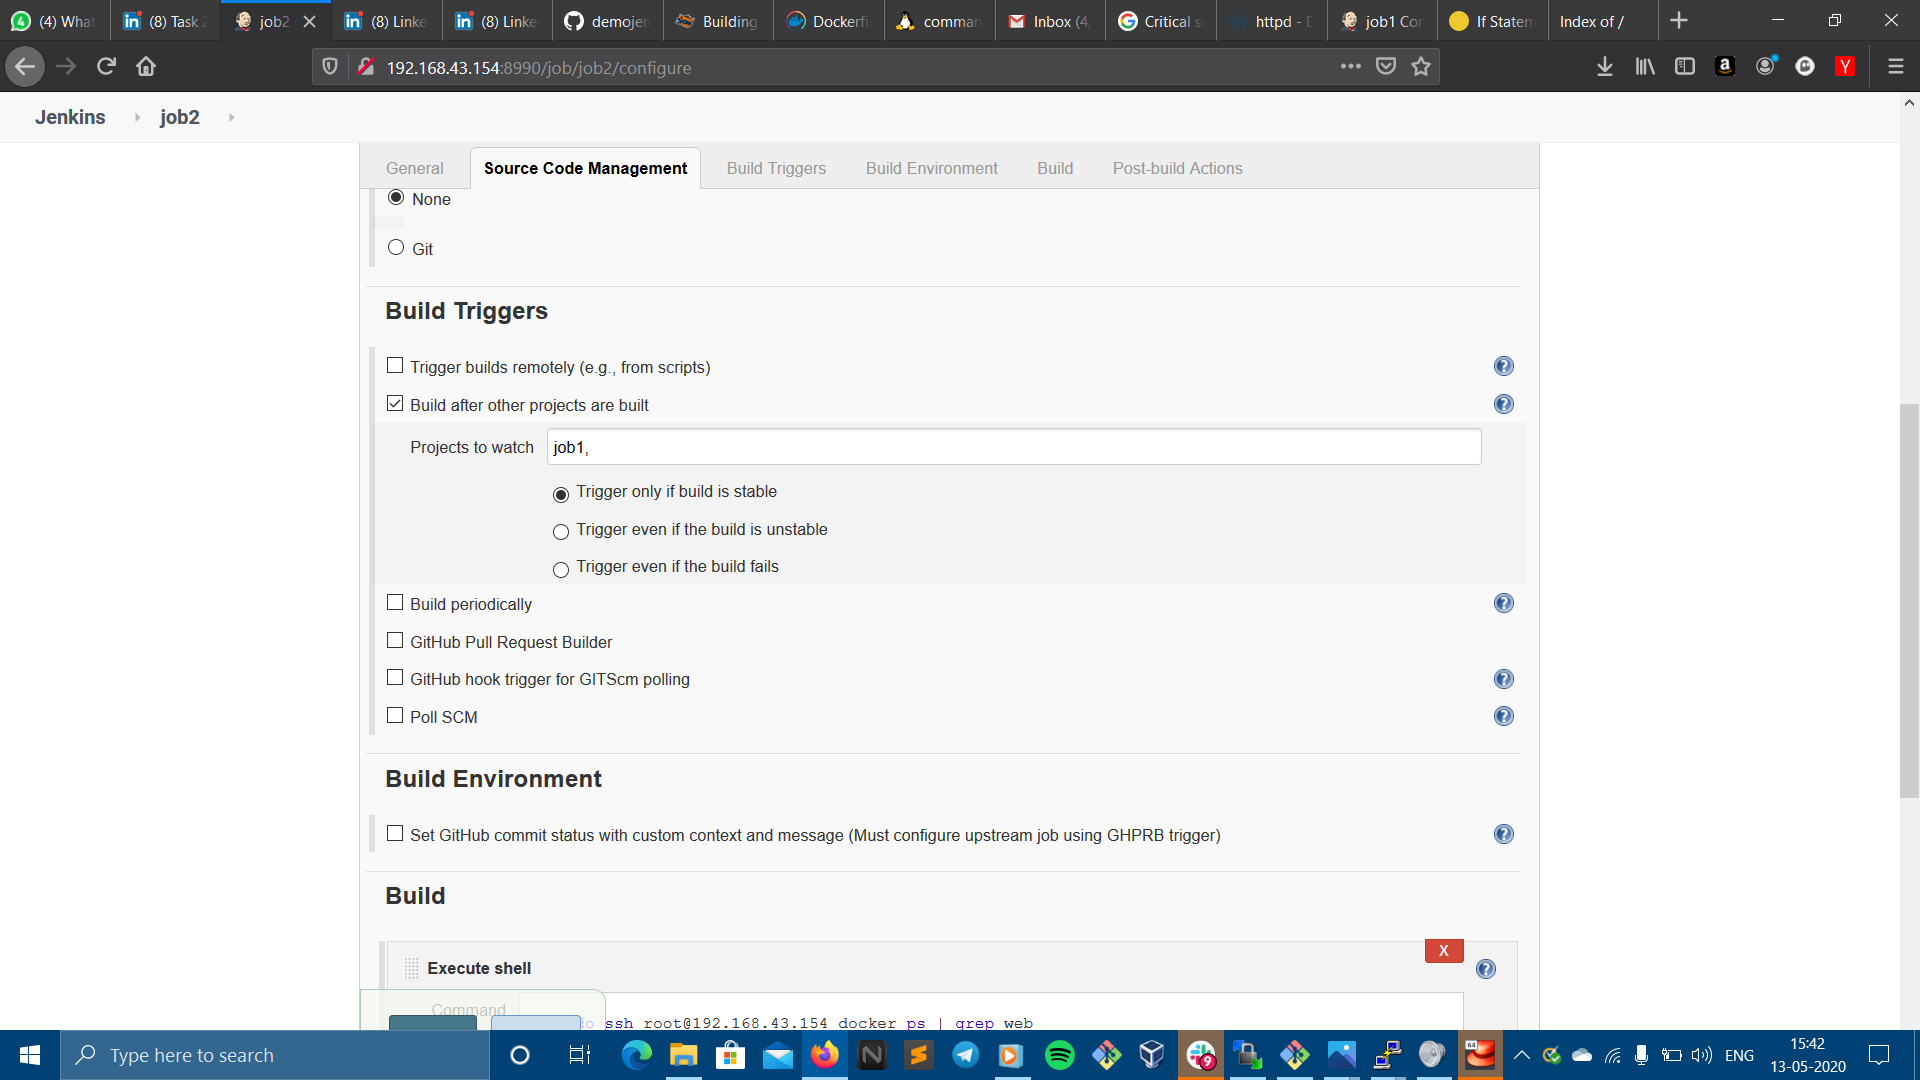 (4) What
(8) Task 2
job2
(8) Linke
(8) Linke
demojen
Building
Dockerfi
comman
Inbox (4,
Critical s
httpd - D
job1 Con
If Statem
Index of /
192.168.43.154:8990/job/job2/configure
Jenkins
job2
General
Source Code Management
Build Triggers
Build Environment
Build
Post-build Actions
None
Git
Build Triggers
Trigger builds remotely (e.g., from scripts)
Build after other projects are built
Projects to watch
job1,
Trigger only if build is stable
Trigger even if the build is unstable
Trigger even if the build fails
Build periodically
GitHub Pull Request Builder
GitHub hook trigger for GITScm polling
Poll SCM
Build Environment
Set GitHub commit status with custom context and message (Must configure upstream job using GHPRB trigger)
Build
X
Execute shell
Command
ssh root@192.168.43.154 docker ps | grep web
Type here to search
9
64
ENG
15:42
13-05-2020